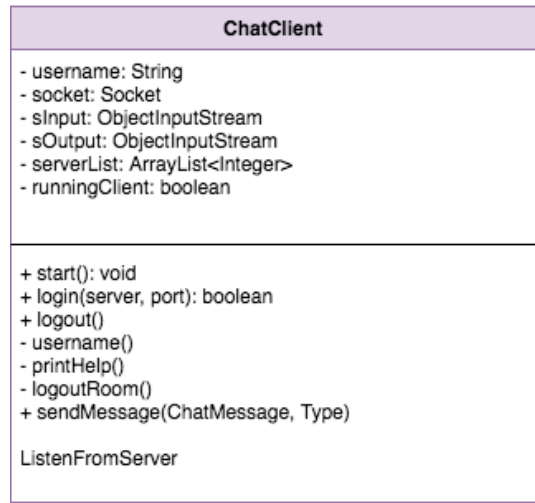 ChatClient
- username: String
- socket: Socket
- sInput: ObjectInputStream
- sOutput: ObjectInputStream
- serverList: ArrayList<Integer>
- runningClient: boolean
+ start(): void
+ login(server, port): boolean
+ logout()
- username()
- printHelp()
- logoutRoom()
+ sendMessage(ChatMessage, Type)
ListenFromServer